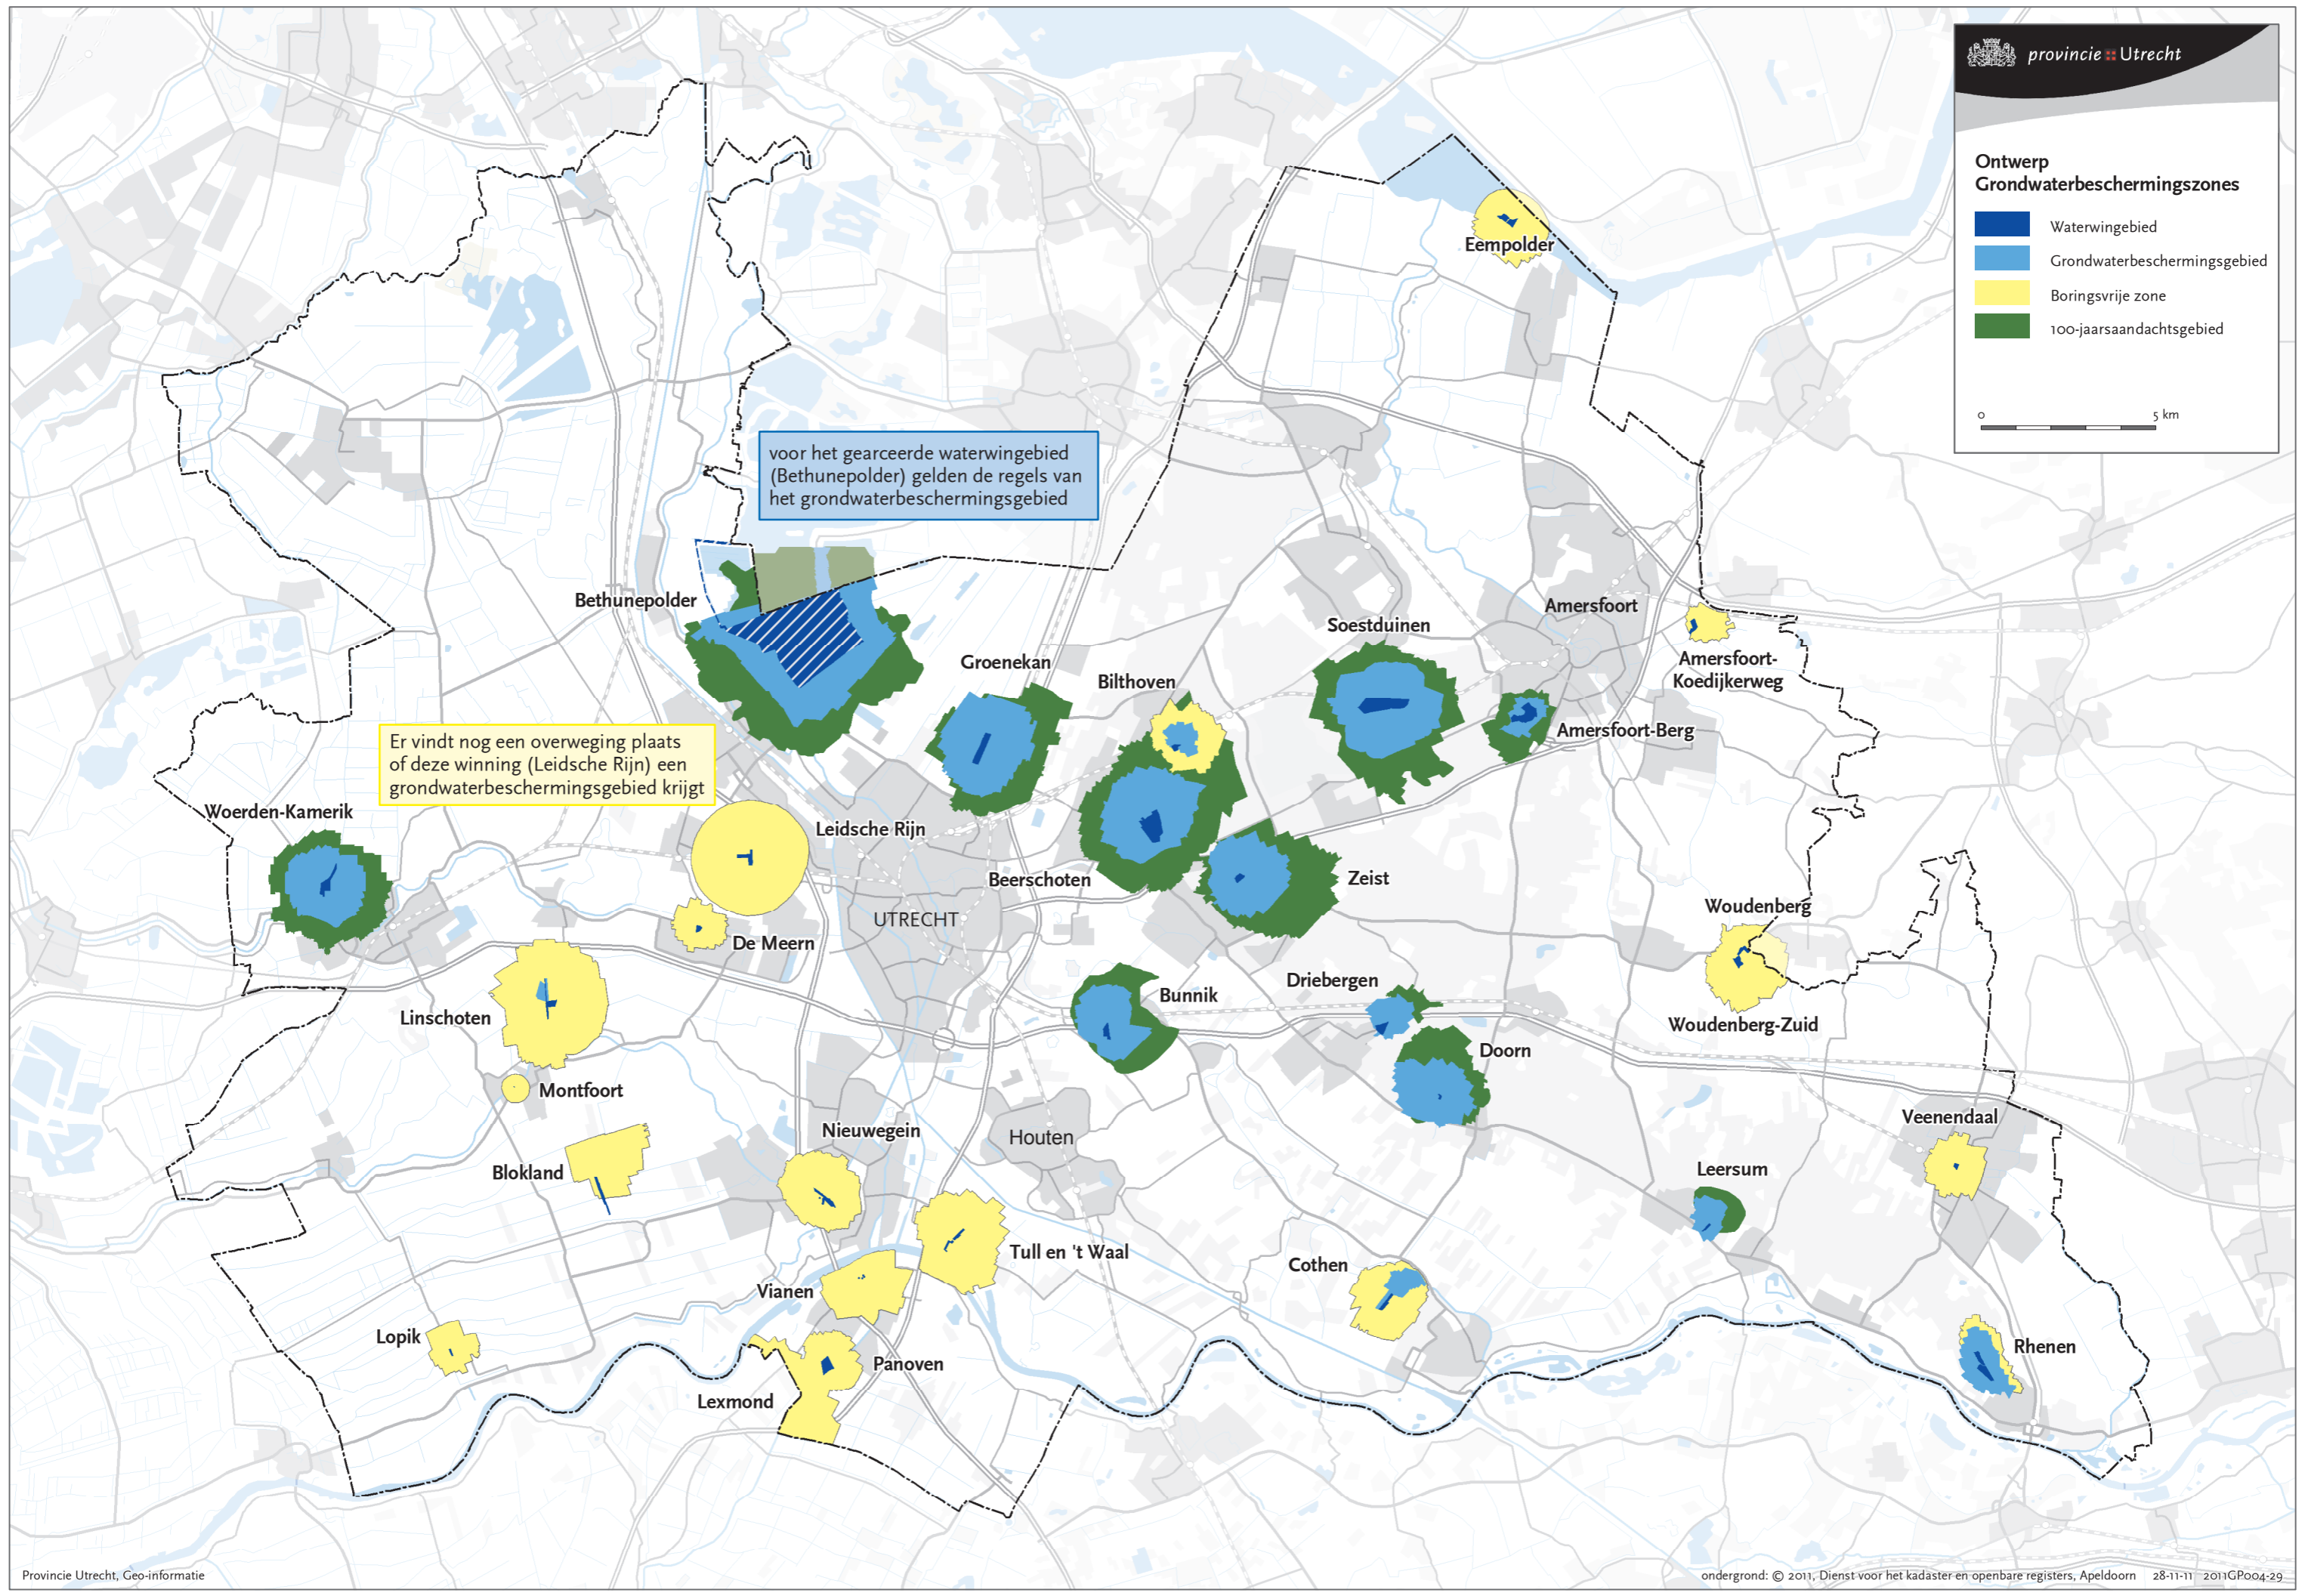 provincie Utrecht
Ontwerp
Grondwaterbeschermingszones
Waterwingebied
Grondwaterbeschermingsgebied
Boringsvrije zone
100-jaarsaandachtsgebied
0 5 km
Eempolder
voor het gearceerde waterwingebied
(Bethunepolder) gelden de regels van
het grondwaterbeschermingsgebied
Bethunepolder
Amersfoort
Soestduinen
Groenekan
Bilthoven
Amersfoort-
Koedijkerweg
Amersfoort-Berg
Er vindt nog een overweging plaats
of deze winning (Leidsche Rijn) een
grondwaterbeschermingsgebied krijgt
Woerden-Kamerik
Leidsche Rijn
Beerschoten
Zeist
UTRECHT
De Meern
Woudenberg
Driebergen
Bunnik
Linschoten
Woudenberg-Zuid
Doorn
Montfoort
Veenendaal
Nieuwegein
Houten
Blokland
Leersum
Tull en 't Waal
Cothen
Vianen
Lopik
Rhenen
Panoven
Lexmond
Provincie Utrecht, Geo-informatie
ondergrond: © 2011, Dienst voor het kadaster en openbare registers, Apeldoorn 28-11-11 2011GP004-29